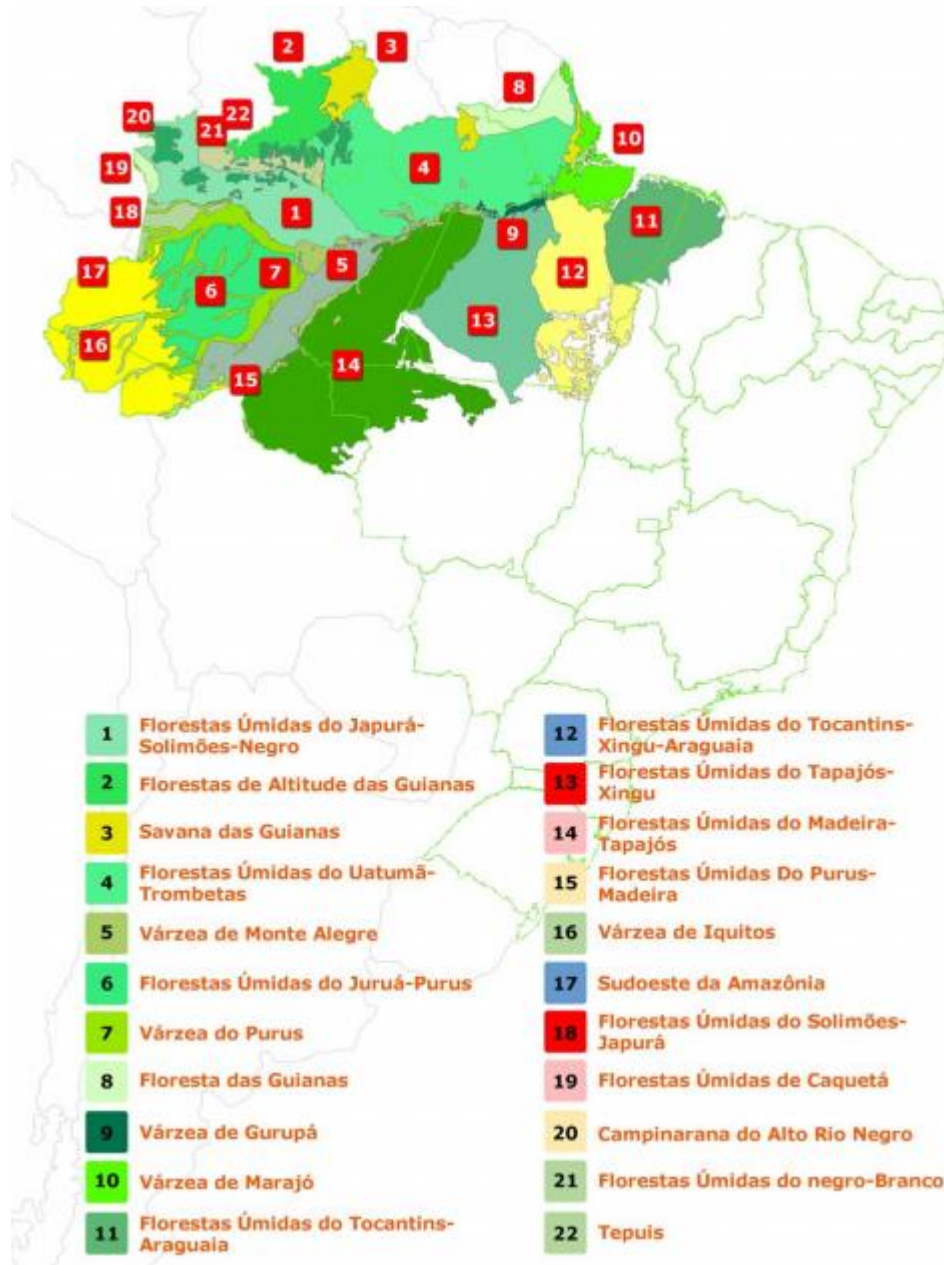 2
3
8
20
22
21
10
19
4
18
1
11
9
17
5
12
7
6
13
16
14
15
1 Florestas Úmidas do Japurá-
Solimões-Negro
2 Florestas de Altitude das Guianas
3 Savana das Guianas
4 Florestas Úmidas do Uatumã-
Trombetas
5 Várzea de Monte Alegre
6 Florestas Úmidas do Juruá-Purus
7 Várzea do Purus
8 Floresta das Guianas
9 Várzea de Gurupá
10 Várzea de Marajó
11 Florestas Úmidas do Tocantins-
Araguaia
12 Florestas Úmidas do Tocantins-
Xingu-Araguaia
13 Florestas Úmidas do Tapajós-
Xingu
14 Florestas Úmidas do Madeira-
Tapajós
15 Florestas Úmidas Do Purus-
Madeira
16 Várzea de Iquitos
17 Sudoeste da Amazônia
18 Florestas Úmidas do Solimões-
Japurá
19 Florestas Úmidas de Caquetá
20 Campinarana do Alto Rio Negro
21 Florestas Úmidas do negro-Branco
22 Tepuis